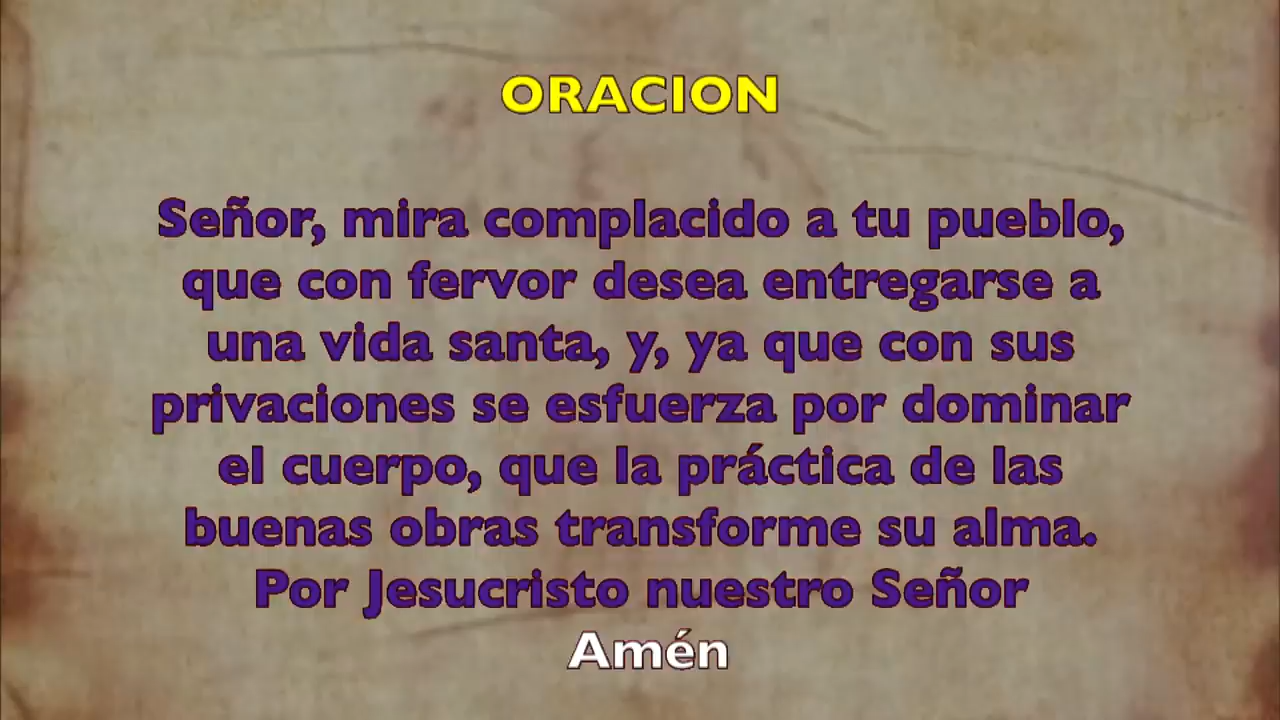 ORACION
Señor, mira complacido a tu pueblo,
que con fervor desea entregarse a
una vida santa, y, ya que con sus
privaciones se esfuerza por dominar
el cuerpo, que la práctica de las
buenas obras transforme su alma.
Por Jesucristo nuestro Señor
Amén